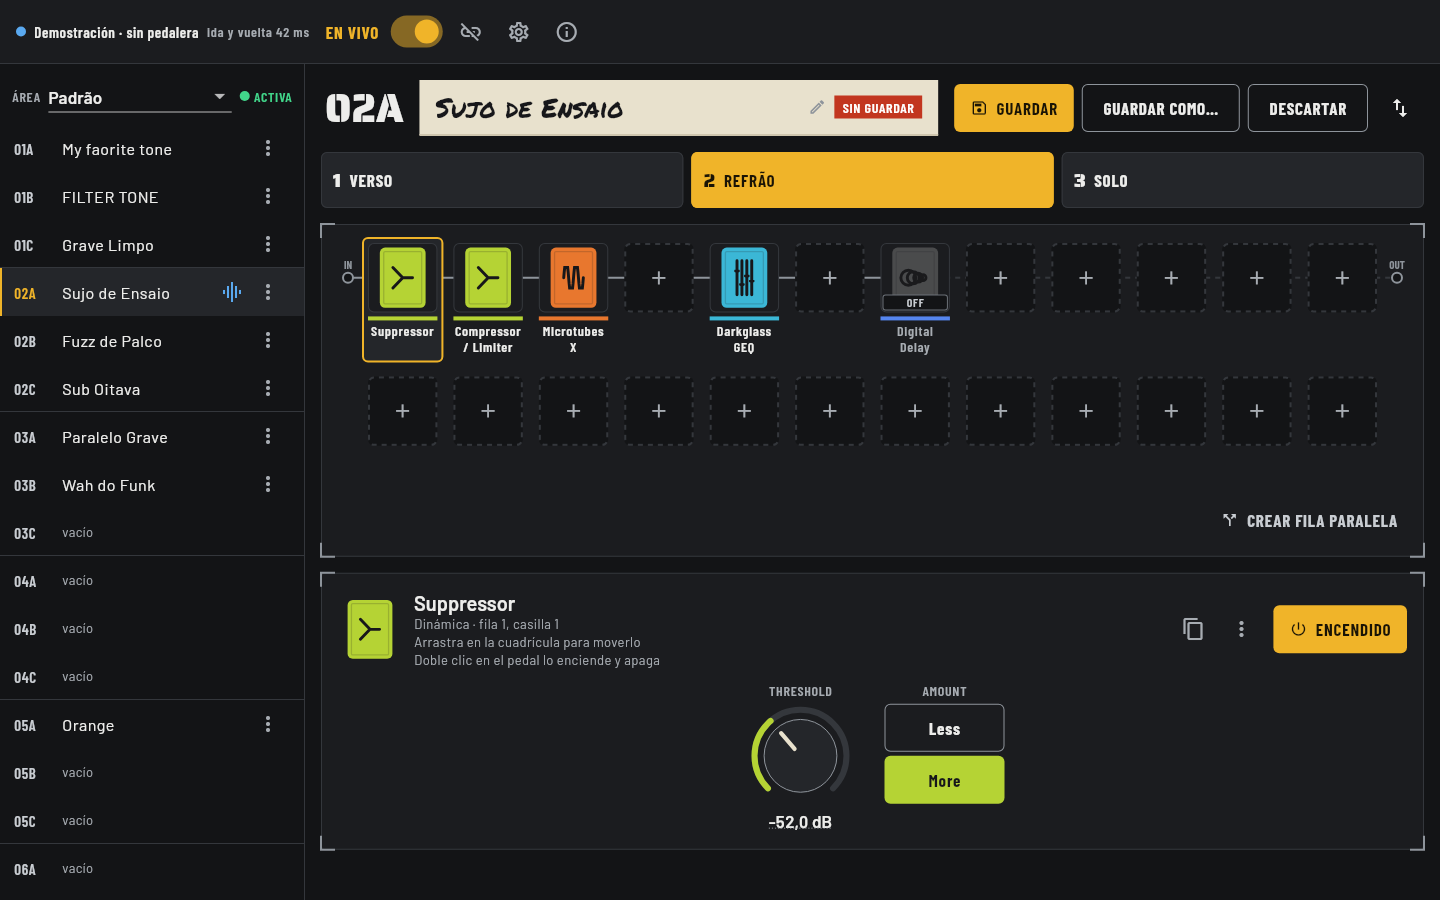 Demostración · sin pedalera Ida y vuelta 42 ms EN VIVO
ÁREA Padrão ACTIVA
01A My faorite tone
01B FILTER TONE
01C Grave Limpo
02A Sujo de Ensaio
02B Fuzz de Palco
02C Sub Oitava
03A Paralelo Grave
03B Wah do Funk
03C vacío
04A vacío
04B vacío
04C vacío
05A Orange
05B vacío
05C vacío
06A vacío
02A Sujo de Ensaio SIN GUARDAR GUARDAR GUARDAR COMO... DESCARTAR
1 VERSO 2 REFRÃO 3 SOLO
IN OUT
OFF
Suppressor
Compressor
/ Limiter
Microtubes
X
Darkglass
GEQ
Digital
Delay
CREAR FILA PARALELA
Suppressor
Dinámica · fila 1, casilla 1
Arrastra en la cuadrícula para moverlo
Doble clic en el pedal lo enciende y apaga
ENCENDIDO
THRESHOLD AMOUNT
Less
More
-52,0 dB